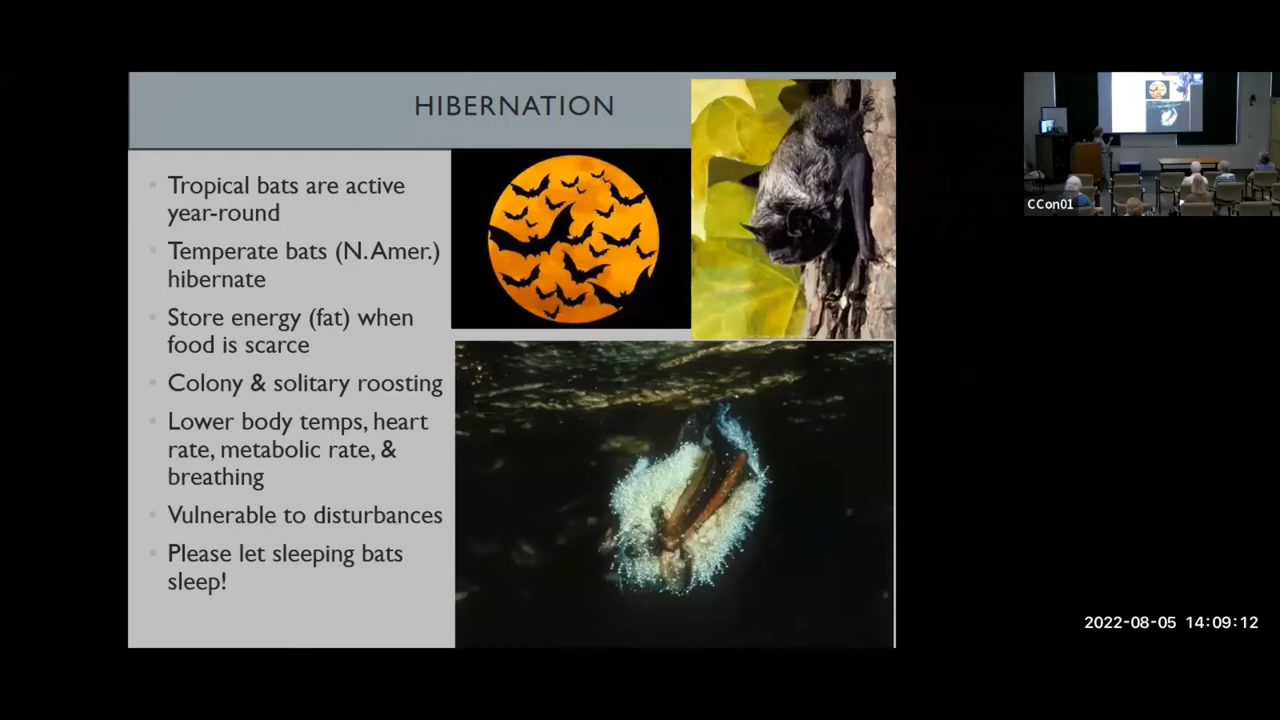 HIBERNATION
Tropical bats are active
year-round
Temperate bats (N. Amer.)
hibernate
Store energy (fat) when
food is scarce
Colony & solitary roosting
Lower body temps, heart
rate, metabolic rate, &
breathing
Vulnerable to disturbances
Please let sleeping bats
sleep!
CCon01
2022-08-05 14:09:12